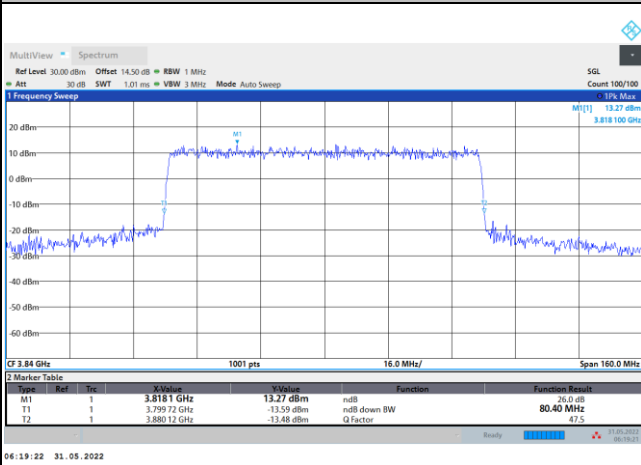 MultiView Spectrum
Ref Level 30.00 dBm Offset 14.50 dB RBW 1 MHz SGL
Att 30 dB SWT 1.01 ms VBW 3 MHz Mode Auto Sweep Count 100/100
1 Frequency Sweep 1Pk Max
M1[1] 13.27 dBm
3.818 100 GHz
20 dBm
M1
10 dBm
0 dBm
-10 dBm
-20 dBm
-30 dBm
-40 dBm
-50 dBm
-60 dBm
CF 3.84 GHz 1001 pts 16.0 MHz/ Span 160.0 MHz
2 Marker Table
Type Ref Trc X-Value Y-Value Function Function Result
M1 1 3.8181 GHz 13.27 dBm ndB 26.0 dB
T1 1 3.799 72 GHz -13.59 dBm ndB down BW 80.40 MHz
T2 1 3.880 12 GHz -13.48 dBm Q Factor 47.5
Ready 31.05.2022
06:19:21
06:19:22 31.05.2022